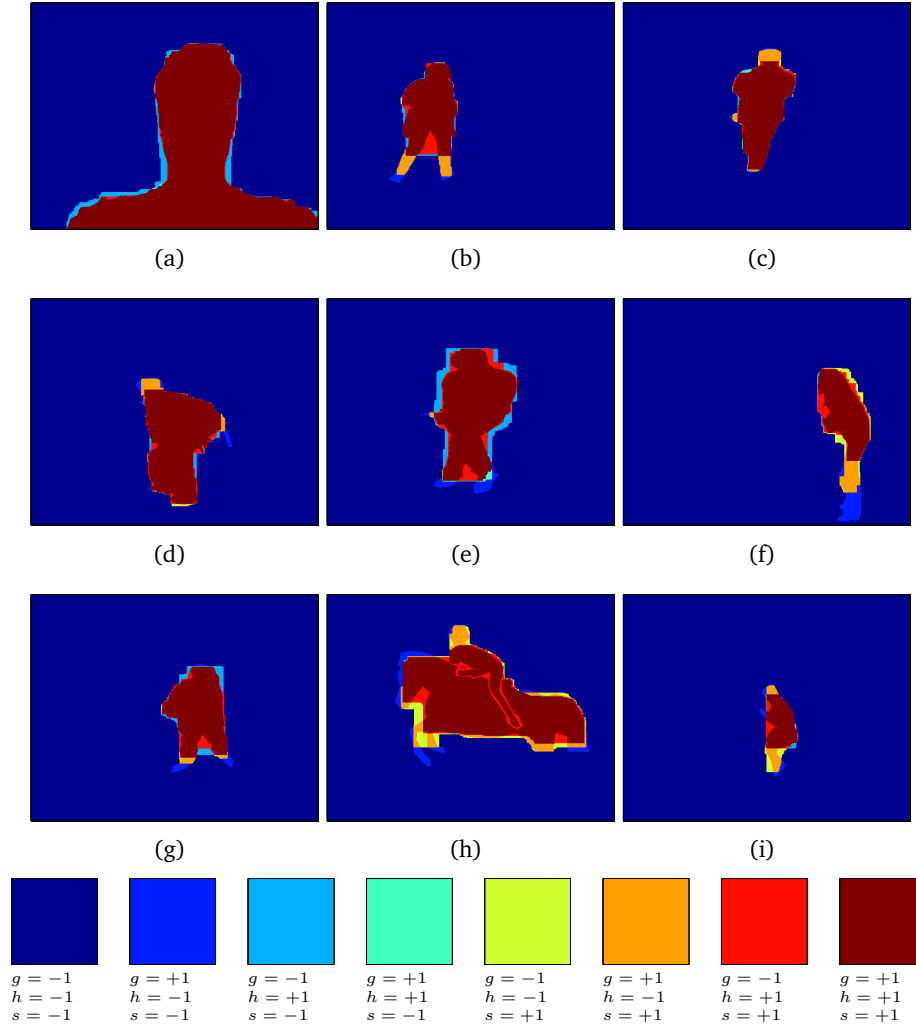 (a) (b) (c)
(d) (e) (f)
(g) (h) (i)
g = −1 g = +1 g = −1 g = +1 g = −1 g = +1 g = −1 g = +1
h = −1 h = −1 h = +1 h = +1 h = −1 h = −1 h = +1 h = +1
s = −1 s = −1 s = −1 s = −1 s = +1 s = +1 s = +1 s = +1